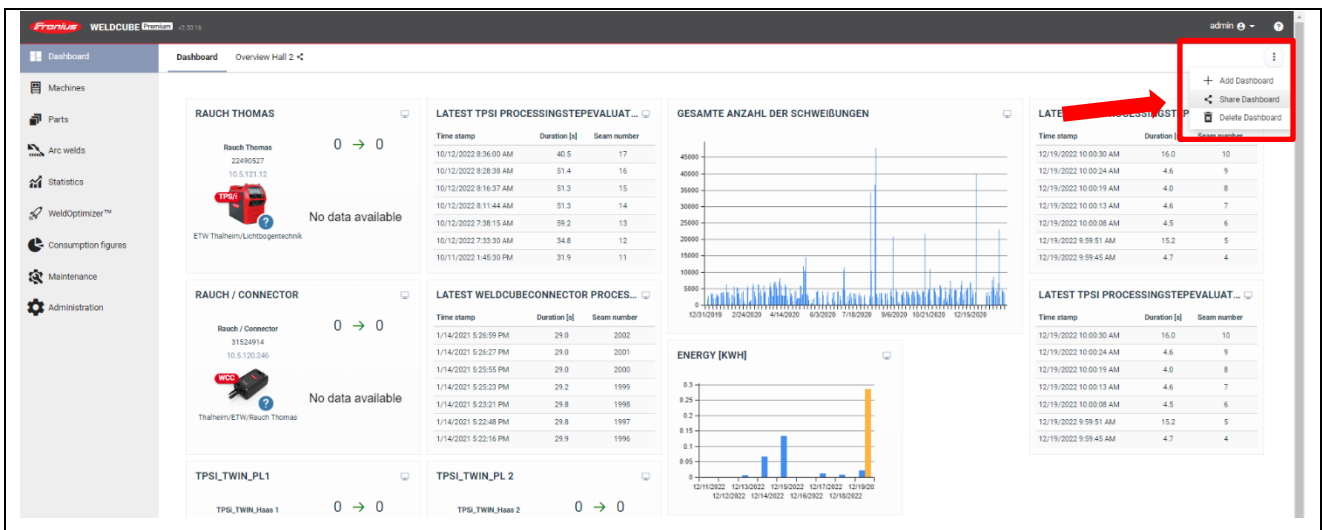 Fronius WELDCUBE Premium v2.30.16
admin
Dashboard
Machines
Parts
Arc welds
Statistics
WeldOptimizer™
Consumption figures
Maintenance
Administration
Dashboard Overview Hall 2
Add Dashboard
Share Dashboard
Delete Dashboard
RAUCH THOMAS
Rauch Thomas
22490527
10.5.121.12
TPS/i
?
ETW Thalheim/Lichtbogentechnik
0 → 0
No data available
LATEST TPSI PROCESSINGSTEPEVALUAT...
Time stamp Duration [s] Seam number
10/12/2022 8:36:00 AM 40.5 17
10/12/2022 8:28:38 AM 51.4 16
10/12/2022 8:16:37 AM 51.3 15
10/12/2022 8:11:44 AM 51.3 14
10/12/2022 7:38:15 AM 59.2 13
10/12/2022 7:33:30 AM 34.8 12
10/11/2022 1:45:30 PM 31.9 11
GESAMTE ANZAHL DER SCHWEIßUNGEN
45000
40000
35000
30000
25000
20000
15000
10000
5000
0
12/31/2019 2/24/2020 4/14/2020 6/3/2020 7/18/2020 9/6/2020 10/21/2020 12/15/2020
Time stamp Duration [s] Seam number
12/19/2022 10:00:30 AM 16.0 10
12/19/2022 10:00:24 AM 4.6 9
12/19/2022 10:00:19 AM 4.0 8
12/19/2022 10:00:13 AM 4.6 7
12/19/2022 10:00:08 AM 4.5 6
12/19/2022 9:59:51 AM 15.2 5
12/19/2022 9:59:45 AM 4.7 4
RAUCH / CONNECTOR
Rauch / Connector
31524914
10.5.120.246
WCC
?
Thalheim/ETW/Rauch Thomas
0 → 0
No data available
LATEST WELDCUBECONNECTOR PROCES...
Time stamp Duration [s] Seam number
1/14/2021 5:26:59 PM 29.0 2002
1/14/2021 5:26:27 PM 29.0 2001
1/14/2021 5:25:55 PM 29.0 2000
1/14/2021 5:25:23 PM 29.2 1999
1/14/2021 5:23:21 PM 29.8 1998
1/14/2021 5:22:48 PM 29.8 1997
1/14/2021 5:22:16 PM 29.9 1996
ENERGY [KWH]
0.3
0.25
0.2
0.15
0.1
0.05
0
12/11/2022 12/13/2022 12/15/2022 12/17/2022 12/19/20
12/12/2022 12/14/2022 12/16/2022 12/18/2022
LATEST TPSI PROCESSINGSTEPEVALUAT...
Time stamp Duration [s] Seam number
12/19/2022 10:00:30 AM 16.0 10
12/19/2022 10:00:24 AM 4.6 9
12/19/2022 10:00:19 AM 4.0 8
12/19/2022 10:00:13 AM 4.6 7
12/19/2022 10:00:08 AM 4.5 6
12/19/2022 9:59:51 AM 15.2 5
12/19/2022 9:59:45 AM 4.7 4
TPSI_TWIN_PL1
TPSi_TWIN_Haas 1 0 → 0
TPSI_TWIN_PL 2
TPSi_TWIN_Haas 2 0 → 0